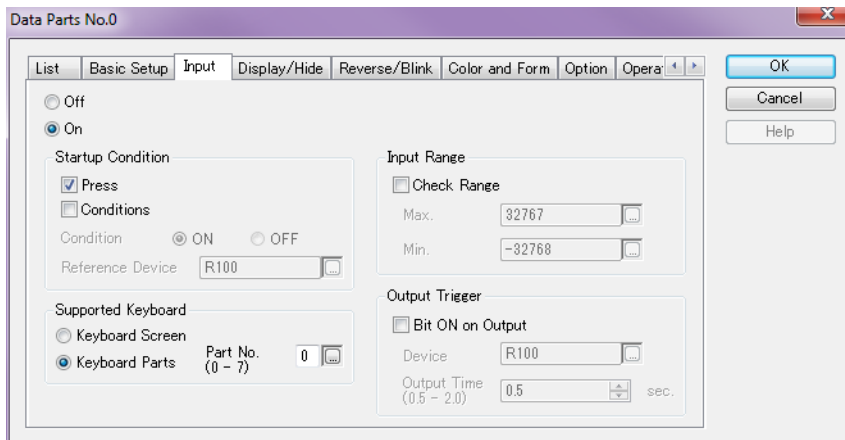 Data Parts No.0
List Basic Setup Input Display/Hide Reverse/Blink Color and Form Option Opera
OK
Cancel
Help
Off
On
Startup Condition
Press
Conditions
Condition ON OFF
Reference Device R100 ...
Supported Keyboard
Keyboard Screen
Keyboard Parts Part No. 0 ...
(0 - 7)
Input Range
Check Range
Max. 32767 ...
Min. -32768 ...
Output Trigger
Bit ON on Output
Device R100 ...
Output Time 0.5 sec.
(0.5 - 2.0)